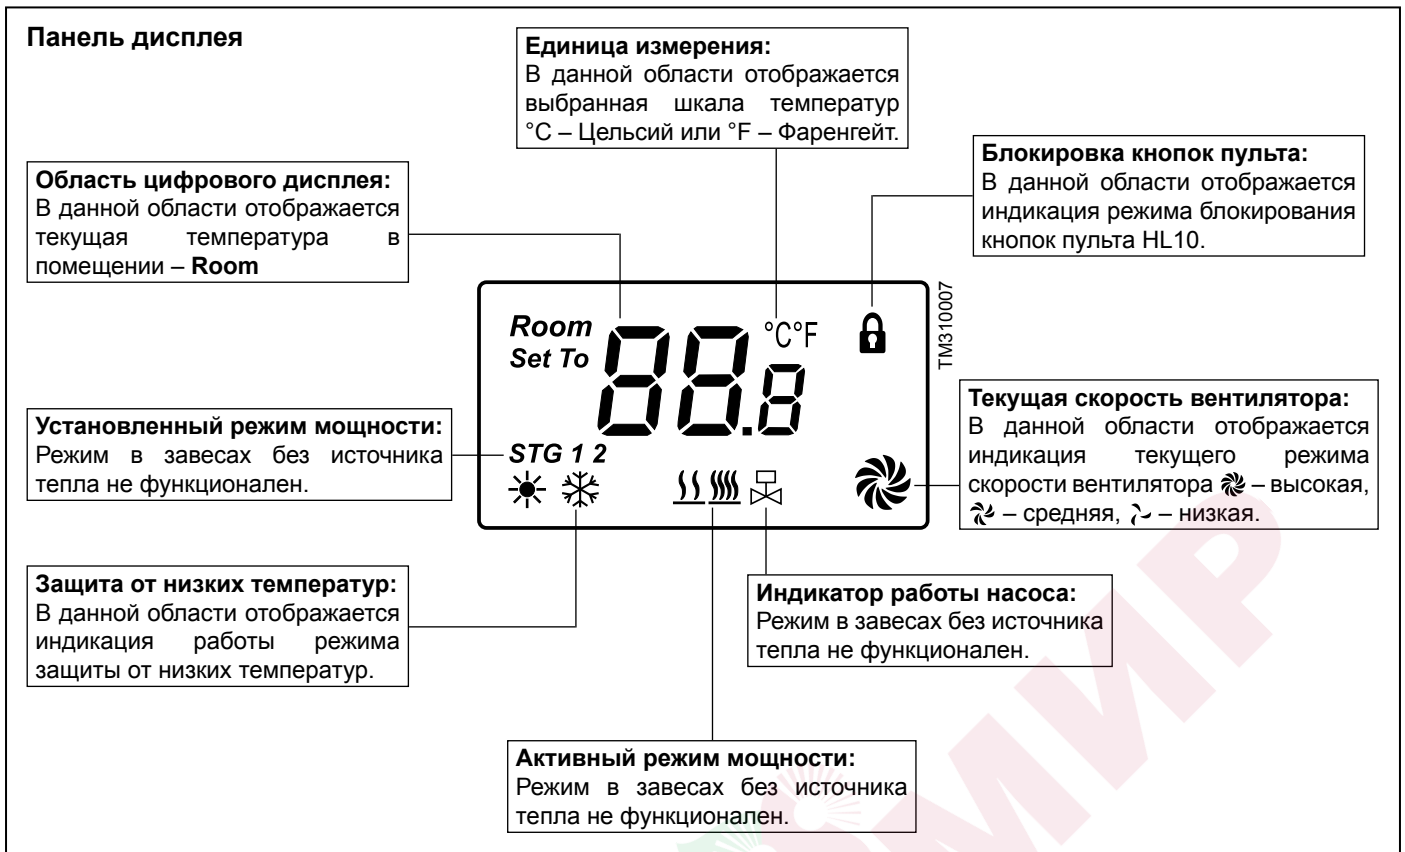 Панель дисплея
Единица измерения:
В данной области отображается
выбранная шкала температур
°C – Цельсий или °F – Фаренгейт.
Блокировка кнопок пульта:
В данной области отображается
индикация режима блокирования
кнопок пульта HL10.
Область цифрового дисплея:
В данной области отображается
текущая температура в
помещении – Room
TM310007
Room
Set To
88.8
°C°F
STG 1 2
Текущая скорость вентилятора:
В данной области отображается
индикация текущего режима
скорости вентилятора – высокая,
– средняя, – низкая.
Установленный режим мощности:
Режим в завесах без источника
тепла не функционален.
Защита от низких температур:
В данной области отображается
индикация работы режима
защиты от низких температур.
Индикатор работы насоса:
Режим в завесах без источника
тепла не функционален.
Активный режим мощности:
Режим в завесах без источника
тепла не функционален.
МИР